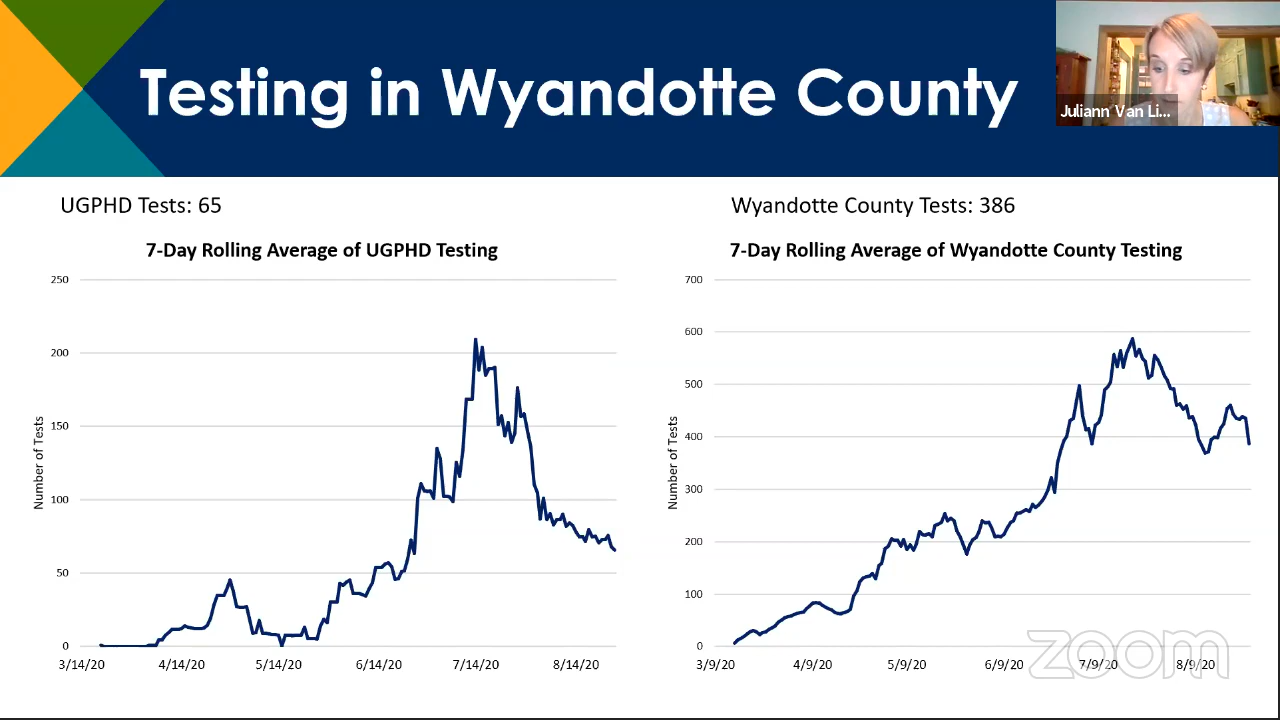 Testing in Wyandotte County
Juliann Van Li...
UGPHD Tests: 65
Wyandotte County Tests: 386
7-Day Rolling Average of UGPHD Testing
250
200
150
100
50
0
Number of Tests
3/14/20 4/14/20 5/14/20 6/14/20 7/14/20 8/14/20
7-Day Rolling Average of Wyandotte County Testing
700
600
500
400
300
200
100
0
Number of Tests
3/9/20 4/9/20 5/9/20 6/9/20 7/9/20 8/9/20
zoom